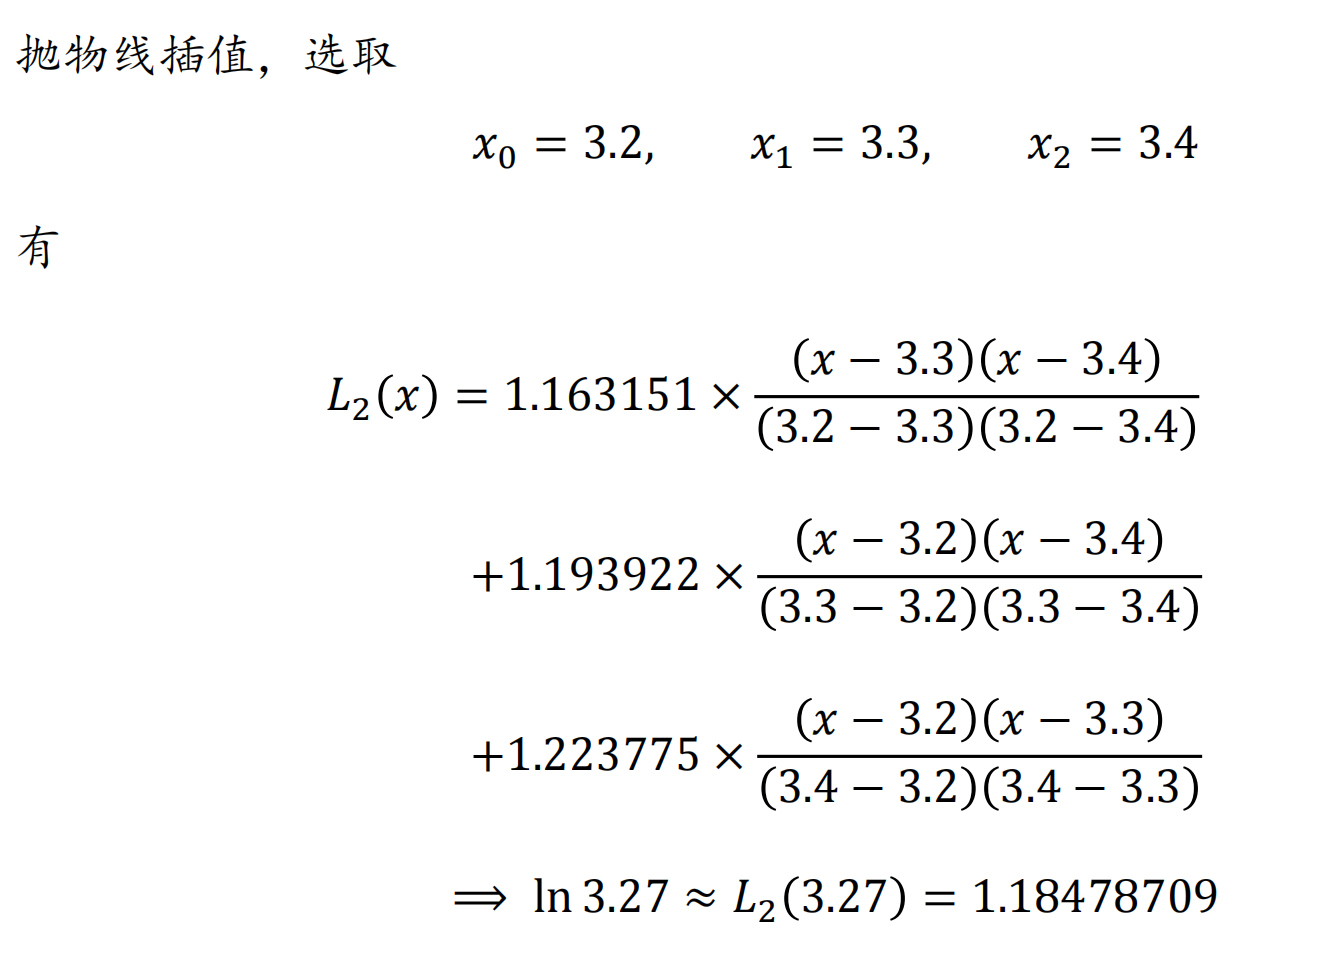 抛物线插值，选取
x₀ = 3.2, x₁ = 3.3, x₂ = 3.4
有
L₂(x) = 1.163151 × (x − 3.3)(x − 3.4) / (3.2 − 3.3)(3.2 − 3.4)
+1.193922 × (x − 3.2)(x − 3.4) / (3.3 − 3.2)(3.3 − 3.4)
+1.223775 × (x − 3.2)(x − 3.3) / (3.4 − 3.2)(3.4 − 3.3)
⟹ ln 3.27 ≈ L₂(3.27) = 1.18478709